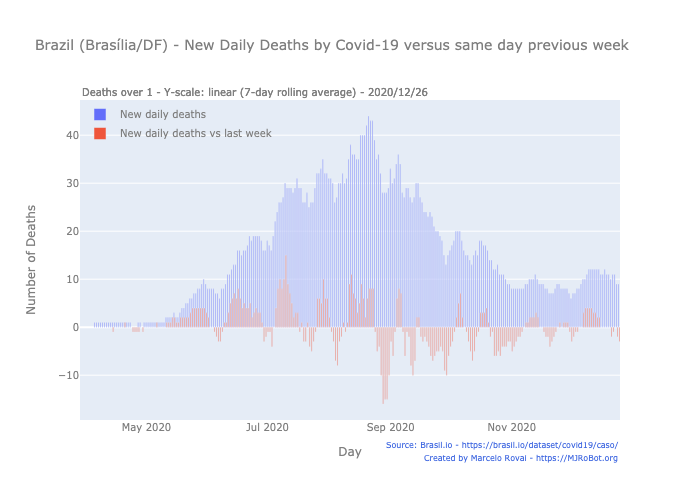 Brazil (Brasília/DF) - New Daily Deaths by Covid-19 versus same day previous week
Deaths over 1 - Y-scale: linear (7-day rolling average) - 2020/12/26
New daily deaths
New daily deaths vs last week
40
30
20
10
0
−10
Number of Deaths
May 2020
Jul 2020
Sep 2020
Nov 2020
Day
Source: Brasil.io - https://brasil.io/dataset/covid19/caso/
Created by Marcelo Rovai - https://MJRoBot.org